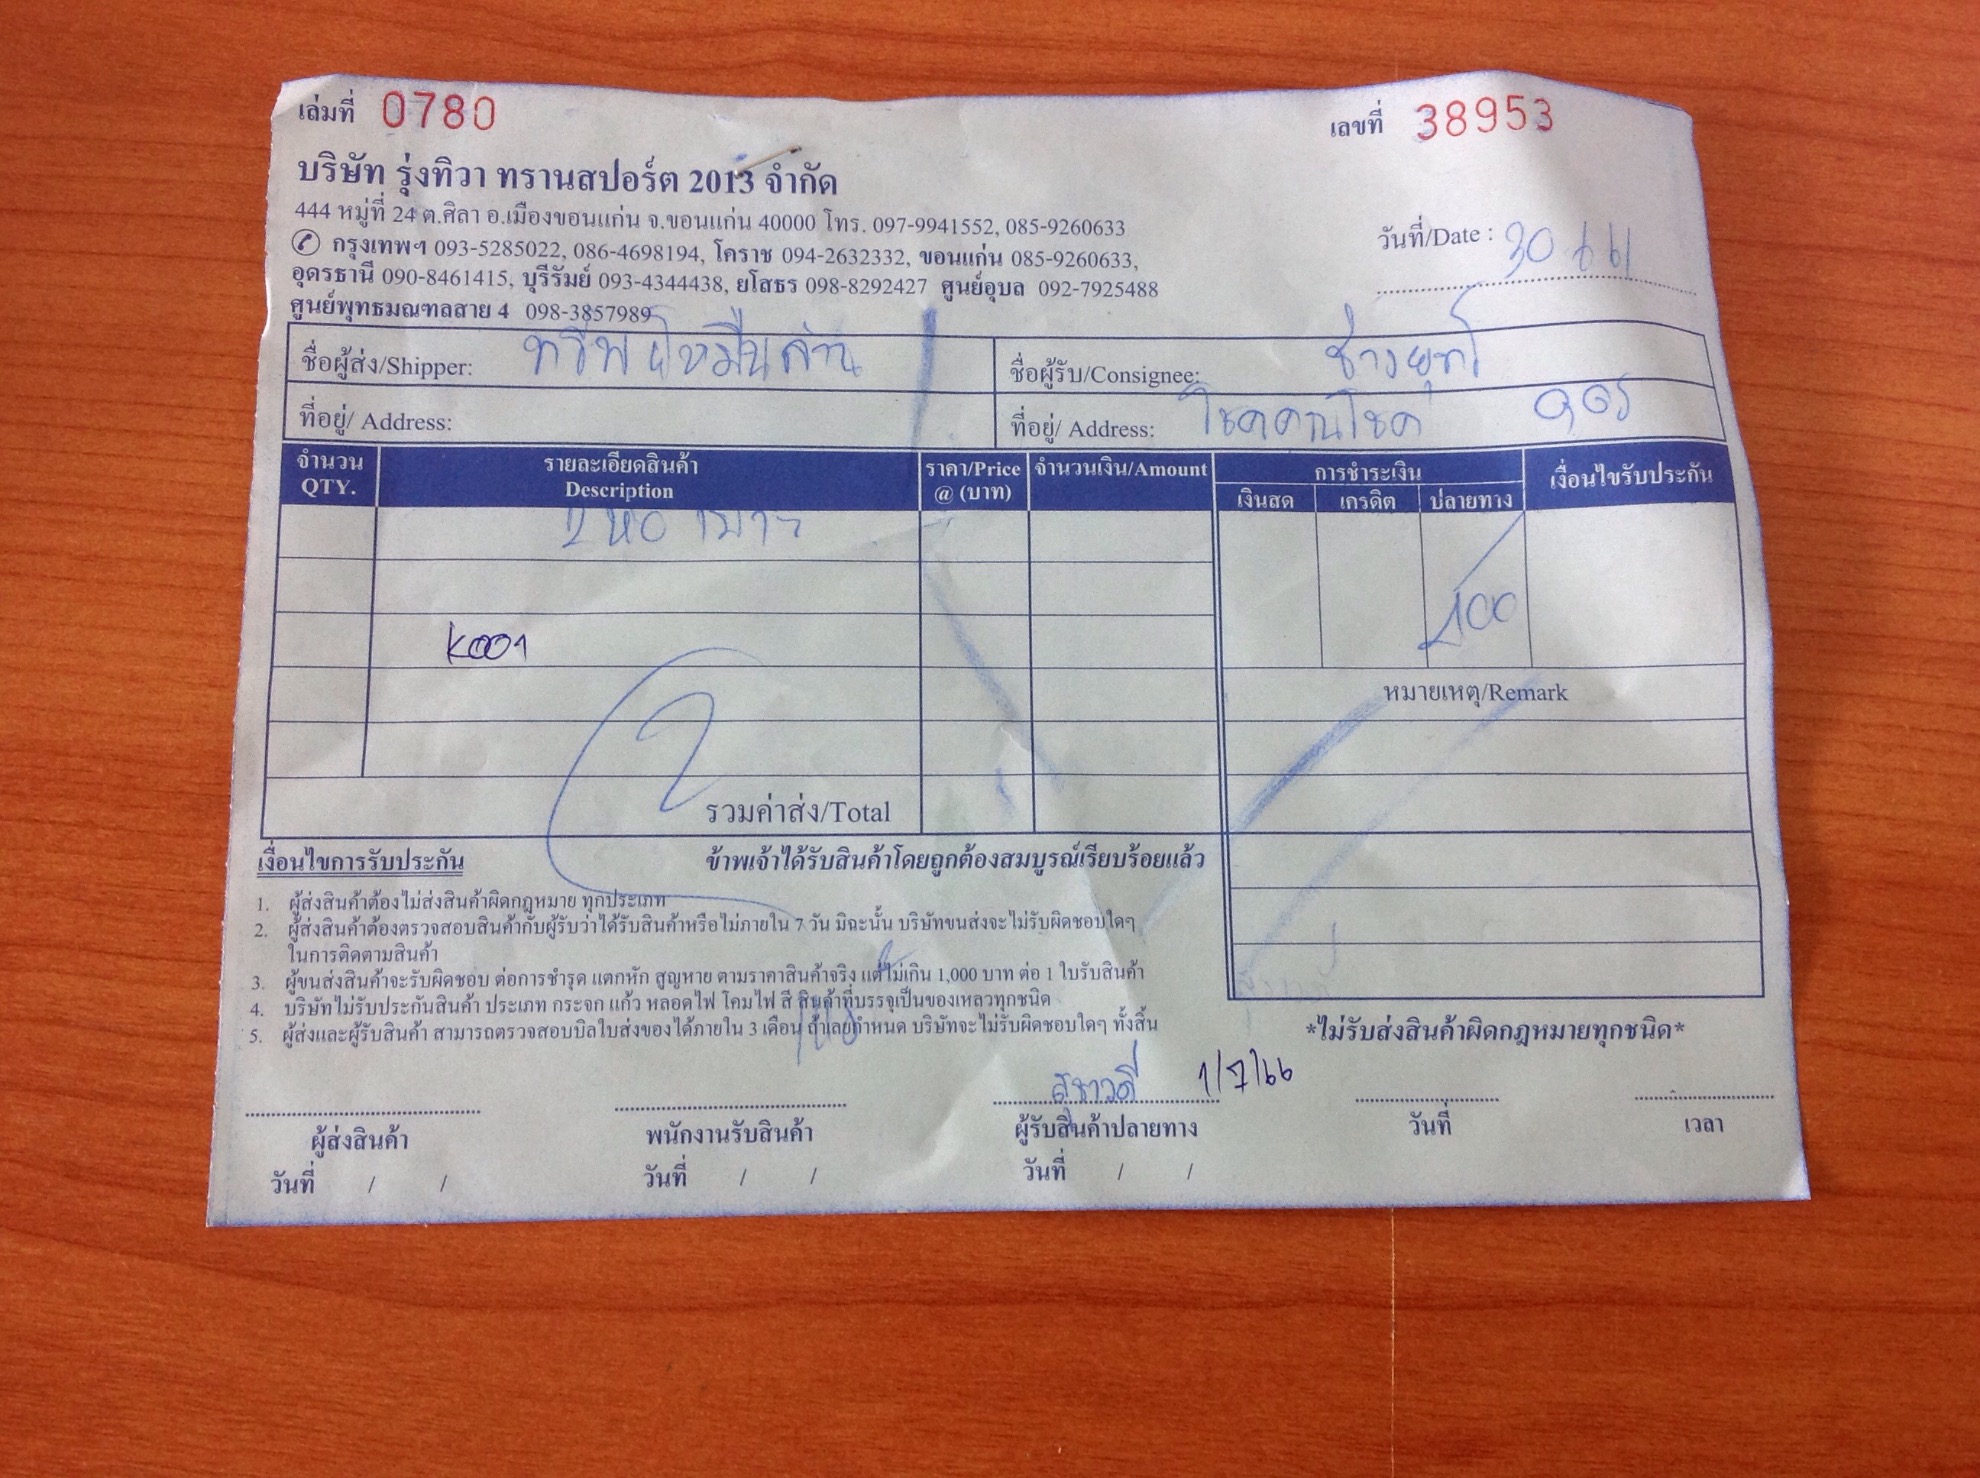 เล่มที่ 0780
เลขที่ 38953
บริษัท รุ่งทิวา ทรานสปอร์ต 2013 จำกัด
444 หมู่ที่ 24 ต.ศิลา อ.เมืองขอนแก่น จ.ขอนแก่น 40000 โทร. 097-9941552, 085-9260633
กรุงเทพฯ 093-5285022, 086-4698194, โคราช 094-2632332, ขอนแก่น 085-9260633,
อุดรธานี 090-8461415, บุรีรัมย์ 093-4344438, ยโสธร 098-8292427 ศูนย์อุบล 092-7925488
ศูนย์พุทธมณฑลสาย 4 098-3857989
วันที่/Date : 30
ชื่อผู้ส่ง/Shipper:
ชื่อผู้รับ/Consignee: ช่างยุทธ
ที่อยู่/ Address:
ที่อยู่/ Address: อุดร
จำนวน QTY.
รายละเอียดสินค้า Description
ราคา/Price @ (บาท)
จำนวนเงิน/Amount
การชำระเงิน
เงินสด เกรดิต ปลายทาง
เงื่อนไขรับประกัน
2 ห่อ
100
K001
หมายเหตุ/Remark
2
รวมค่าส่ง/Total
เงื่อนไขการรับประกัน
ข้าพเจ้าได้รับสินค้าโดยถูกต้องสมบูรณ์เรียบร้อยแล้ว
1. ผู้ส่งสินค้าต้องไม่ส่งสินค้าผิดกฎหมาย ทุกประเภท
2. ผู้ส่งสินค้าต้องตรวจสอบสินค้ากับผู้รับว่าได้รับสินค้าหรือไม่ภายใน 7 วัน มิฉะนั้น บริษัทขนส่งจะไม่รับผิดชอบใดๆ
ในการติดตามสินค้า
3. ผู้ขนส่งสินค้าจะรับผิดชอบ ต่อการชำรุด แตกหัก สูญหาย ตามราคาสินค้าจริง แต่ไม่เกิน 1,000 บาท ต่อ 1 ใบรับสินค้า
4. บริษัทไม่รับประกันสินค้า ประเภท กระจก แก้ว หลอดไฟ โคมไฟ สี สินค้าที่บรรจุเป็นของเหลวทุกชนิด
5. ผู้ส่งและผู้รับสินค้า สามารถตรวจสอบบิลใบส่งของได้ภายใน 3 เดือน ถ้าเลยกำหนด บริษัทจะไม่รับผิดชอบใดๆ ทั้งสิ้น
*ไม่รับส่งสินค้าผิดกฎหมายทุกชนิด*
สุชาวดี 1/7/66
ผู้ส่งสินค้า
พนักงานรับสินค้า
ผู้รับสินค้าปลายทาง
วันที่
เวลา
วันที่ / /
วันที่ / /
วันที่ / /